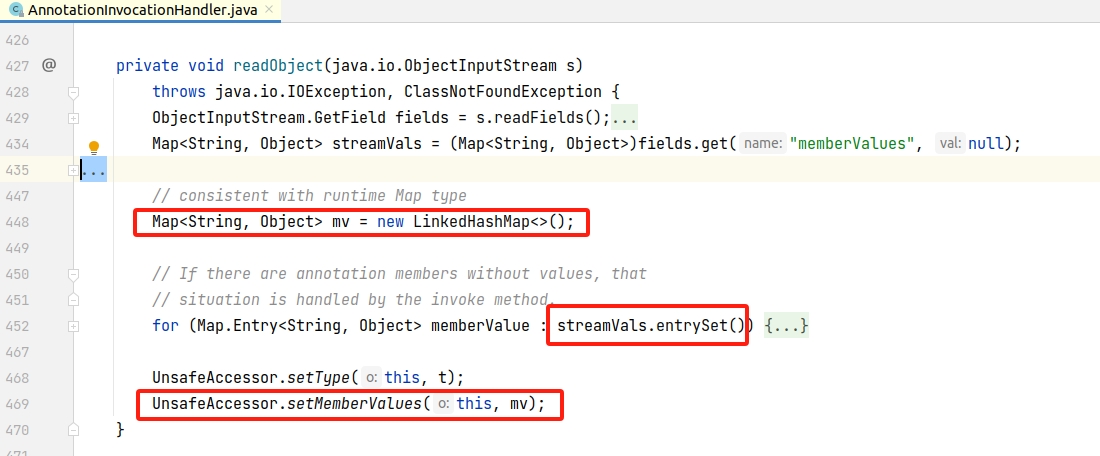 AnnotationInvocationHandler.java
426
427 @ private void readObject(java.io.ObjectInputStream s)
428 throws java.io.IOException, ClassNotFoundException {
429 ObjectInputStream.GetField fields = s.readFields();...
434 Map<String, Object> streamVals = (Map<String, Object>)fields.get( name: "memberValues", val: null);
435 ...
447 // consistent with runtime Map type
448 Map<String, Object> mv = new LinkedHashMap<>();
449
450 // If there are annotation members without values, that
451 // situation is handled by the invoke method.
452 for (Map.Entry<String, Object> memberValue : streamVals.entrySet()) {...}
467
468 UnsafeAccessor.setType( o: this, t);
469 UnsafeAccessor.setMemberValues( o: this, mv);
470 }
471